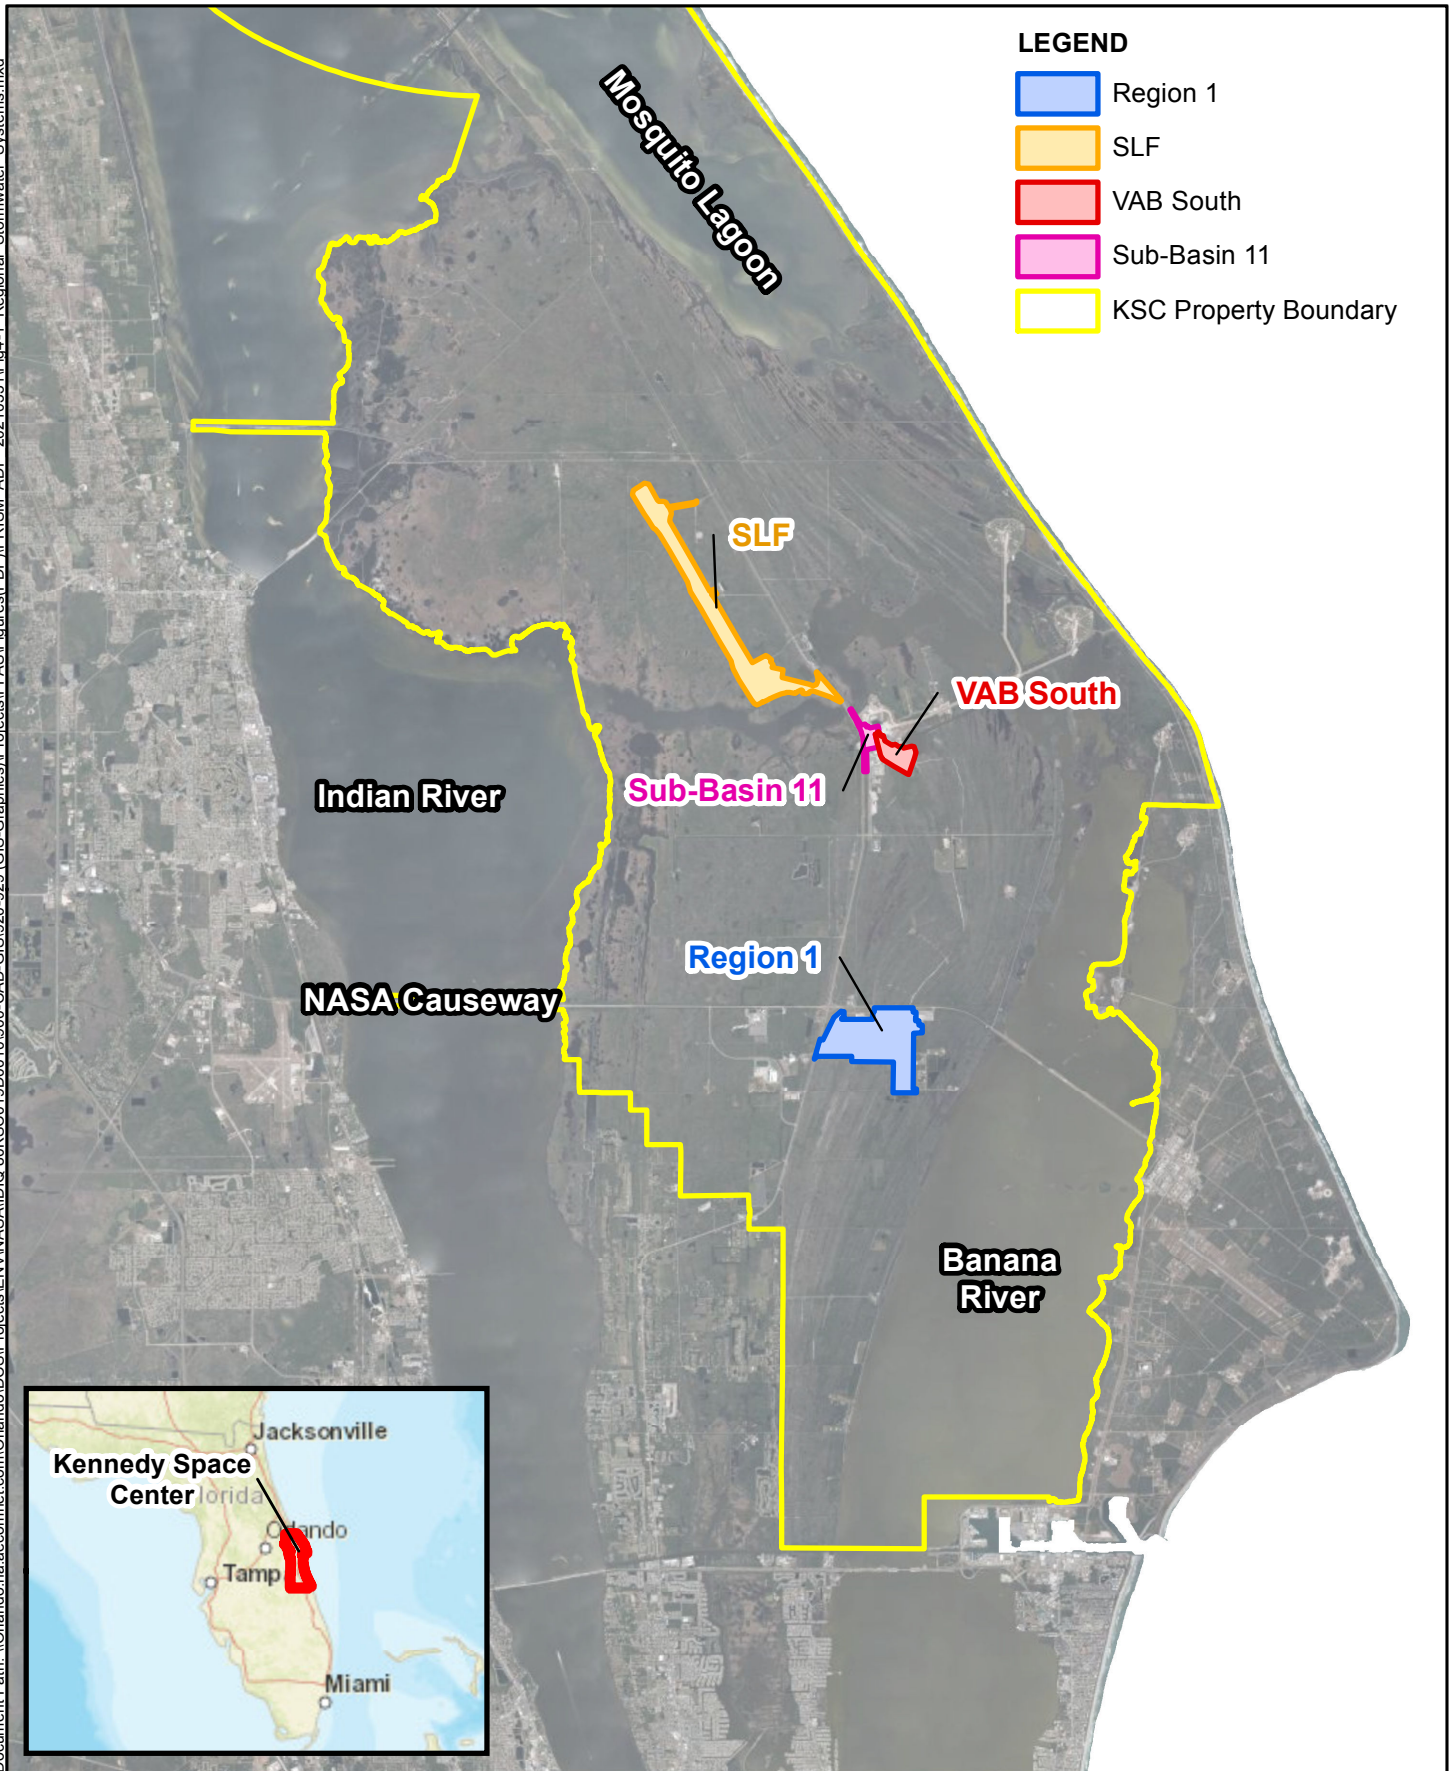 LEGEND
Region 1
SLF
VAB South
Sub-Basin 11
KSC Property Boundary
Mosquito Lagoon
SLF
VAB South
Sub-Basin 11
Indian River
Region 1
NASA Causeway
Banana
River
Jacksonville
Kennedy Space
Center
Orlando
Miami